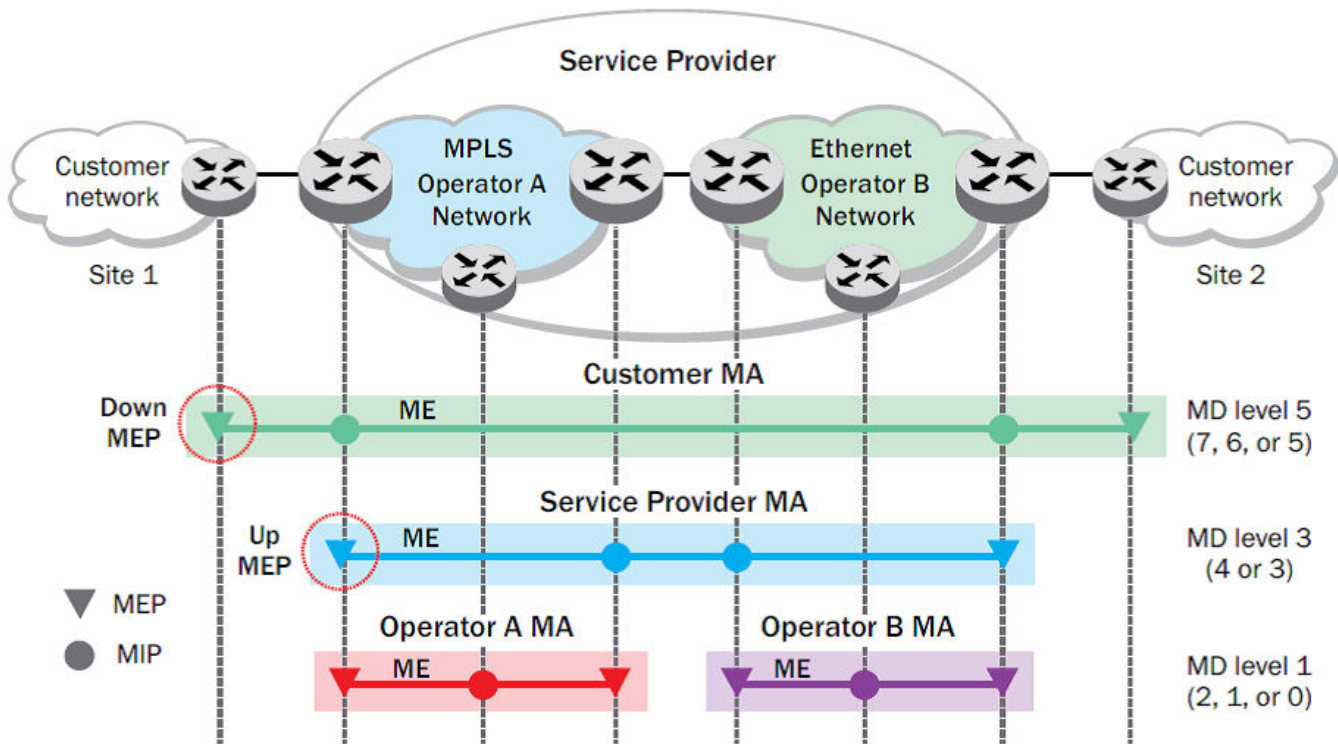 Service Provider
Customer
network
MPLS
Operator A
Network
Ethernet
Operator B
Network
Customer
network
Site 1
Site 2
Customer MA
Down
MEP
ME
MD level 5
(7, 6, or 5)
Service Provider MA
Up
MEP
ME
MD level 3
(4 or 3)
MEP
MIP
Operator A MA
ME
Operator B MA
ME
MD level 1
(2, 1, or 0)